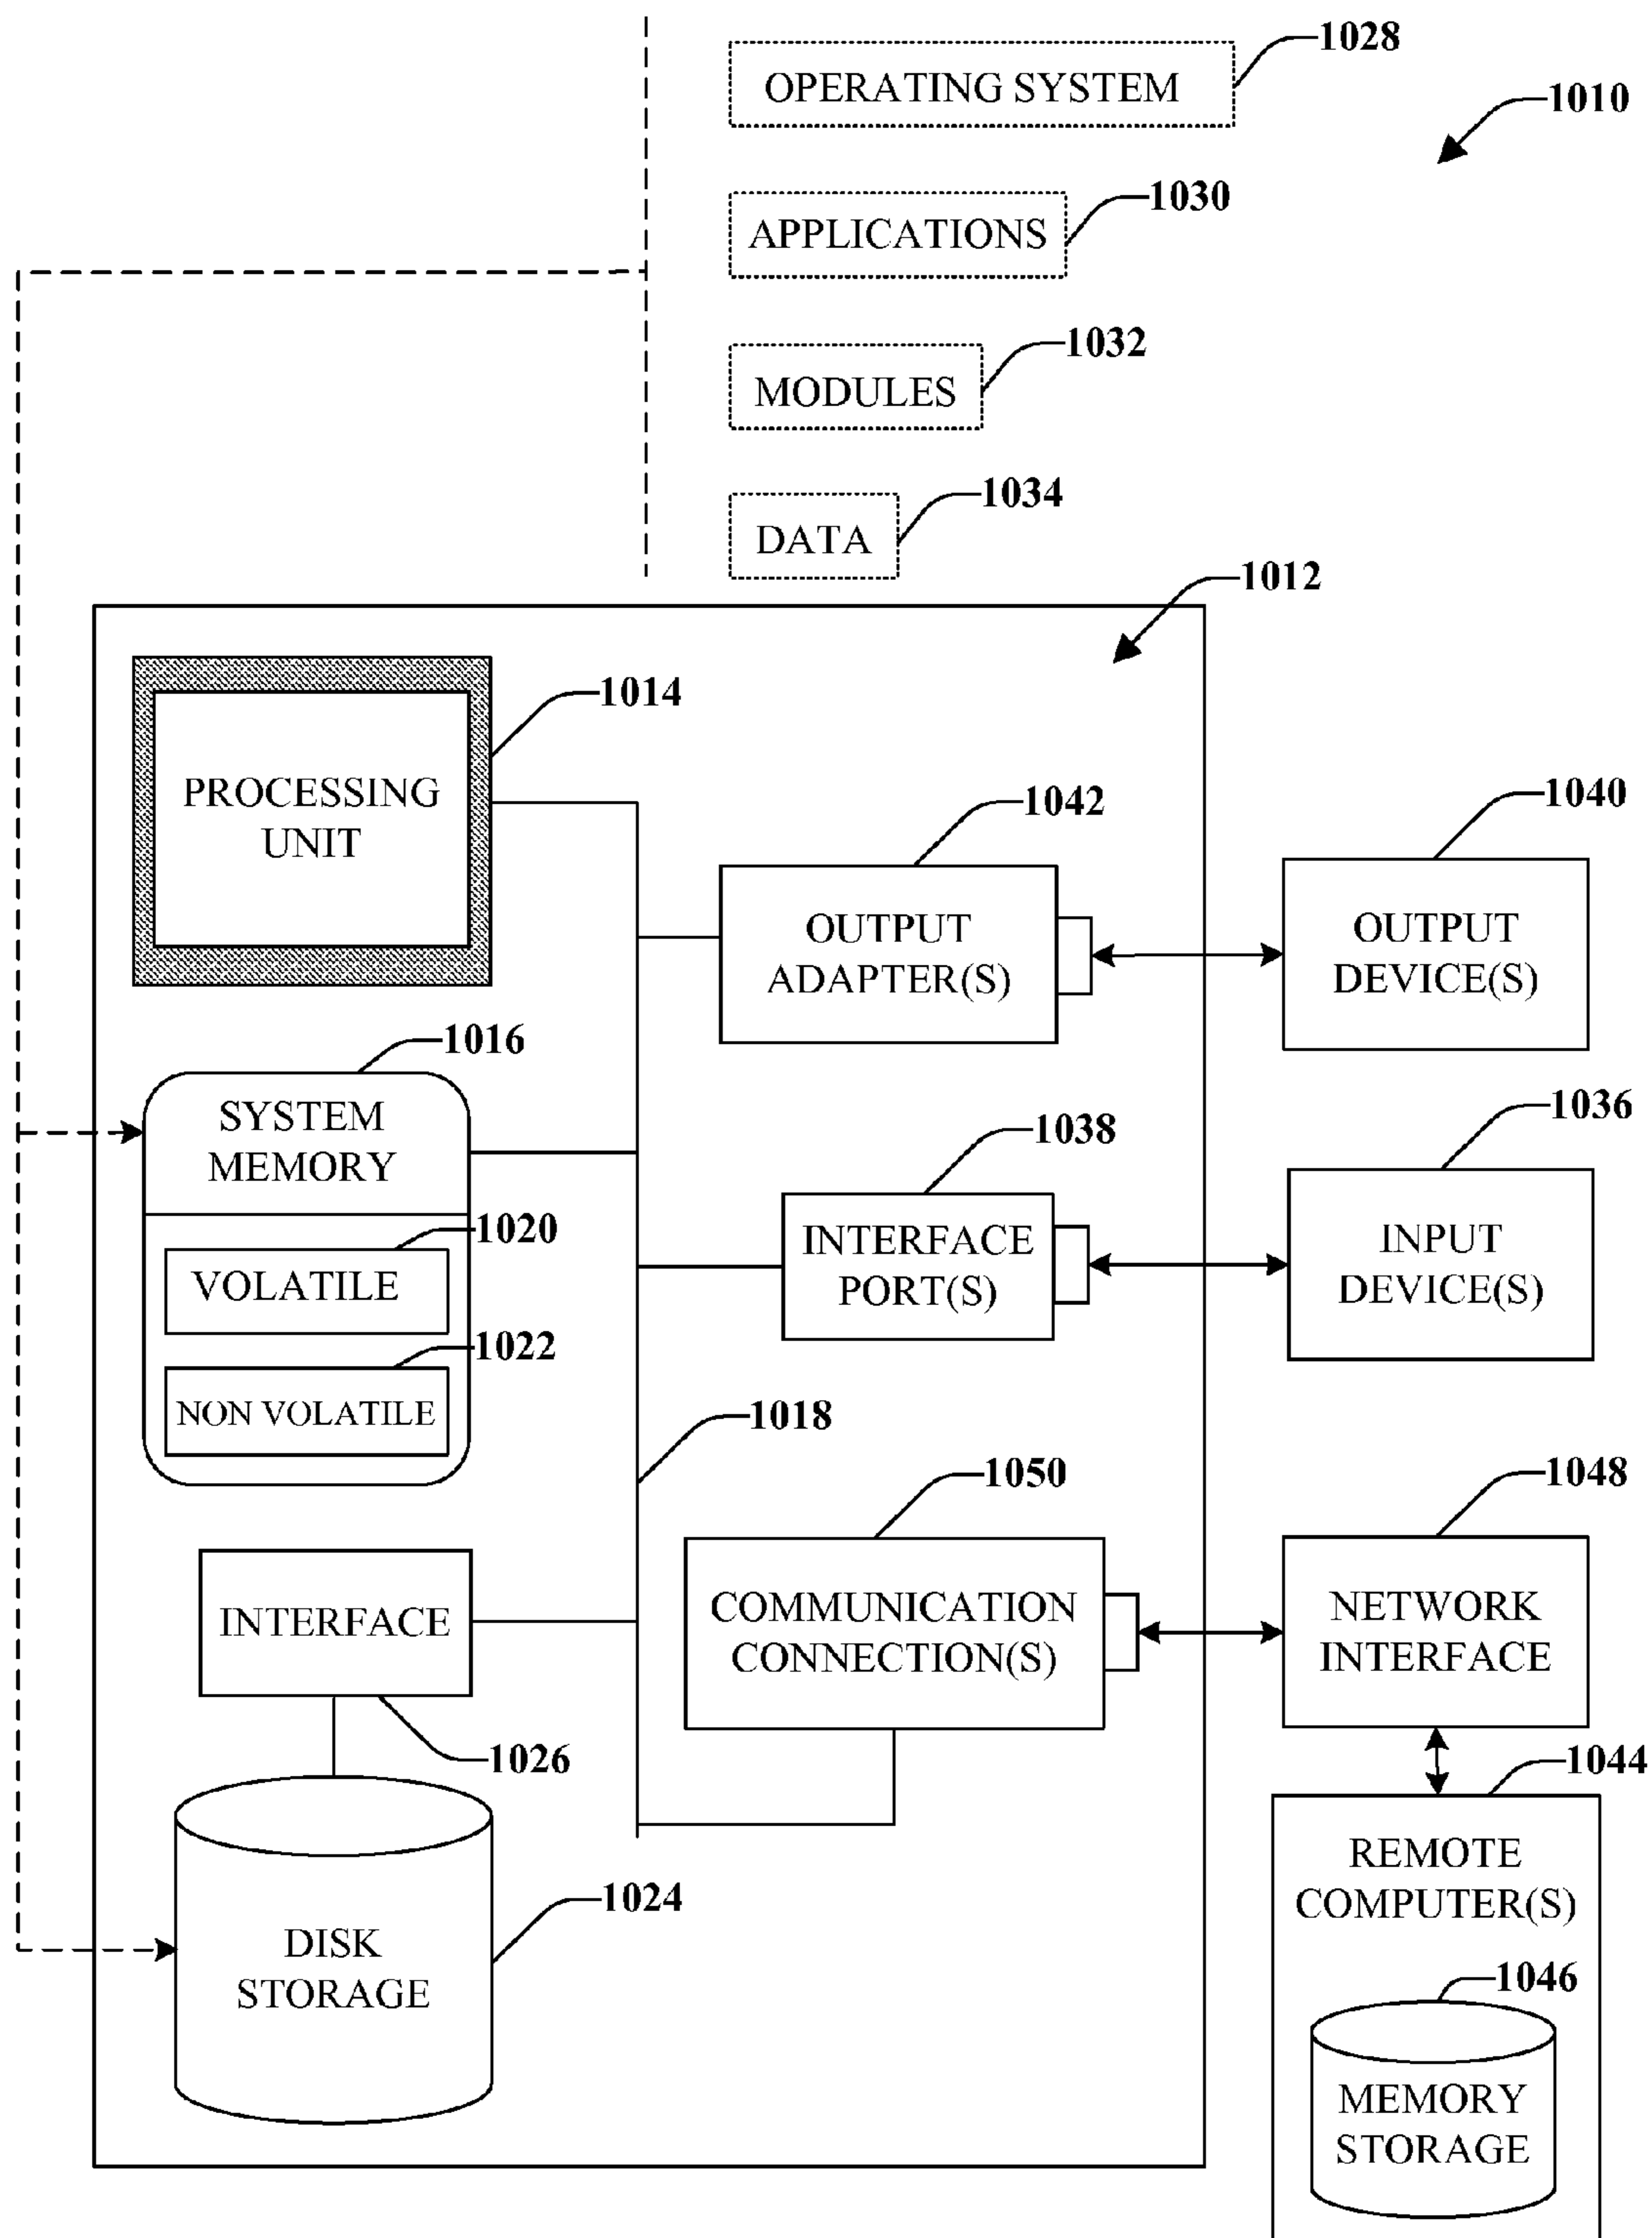 1028
OPERATING SYSTEM
1010
1030
APPLICATIONS
1032
MODULES
1034
DATA
1012
1014
PROCESSING
UNIT
1042
OUTPUT
ADAPTER(S)
1040
OUTPUT
DEVICE(S)
1016
SYSTEM
MEMORY
1020
VOLATILE
1022
NON VOLATILE
1038
INTERFACE
PORT(S)
1036
INPUT
DEVICE(S)
1018
1050
COMMUNICATION
CONNECTION(S)
1048
NETWORK
INTERFACE
INTERFACE
1026
1044
REMOTE
COMPUTER(S)
1024
DISK
STORAGE
1046
MEMORY
STORAGE